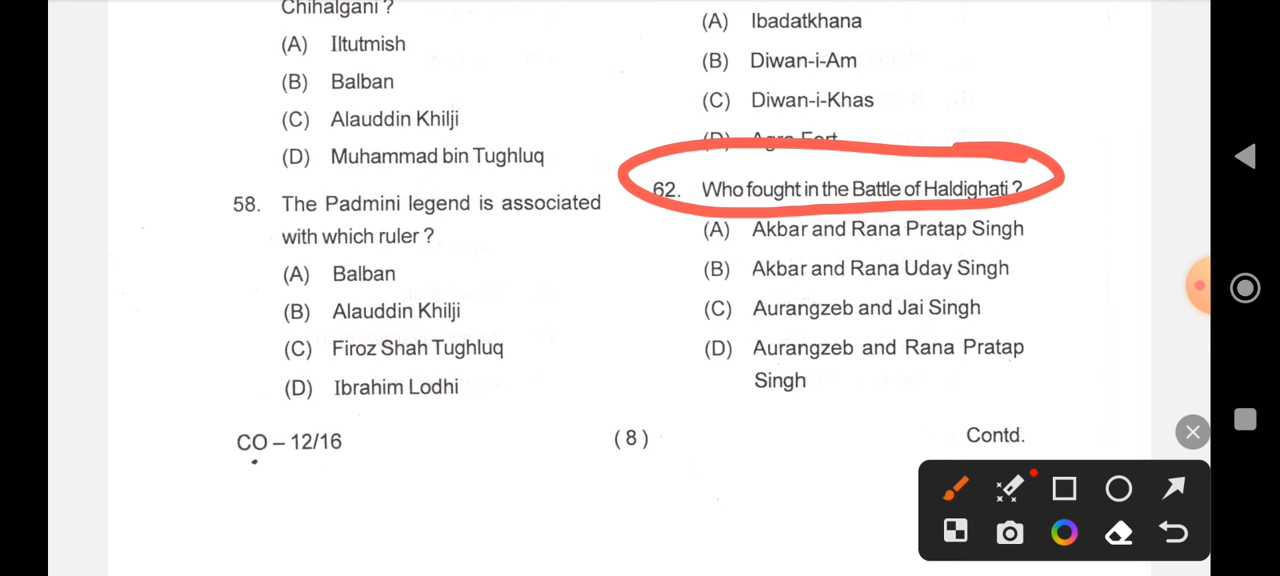 Chihalgani ?
(A) Iltutmish
(B) Balban
(C) Alauddin Khilji
(D) Muhammad bin Tughluq
58. The Padmini legend is associated
with which ruler ?
(A) Balban
(B) Alauddin Khilji
(C) Firoz Shah Tughluq
(D) Ibrahim Lodhi
(A) Ibadatkhana
(B) Diwan-i-Am
(C) Diwan-i-Khas
(D) Agra Fort
62. Who fought in the Battle of Haldighati ?
(A) Akbar and Rana Pratap Singh
(B) Akbar and Rana Uday Singh
(C) Aurangzeb and Jai Singh
(D) Aurangzeb and Rana Pratap
Singh
CO – 12/16
( 8 )
Contd.